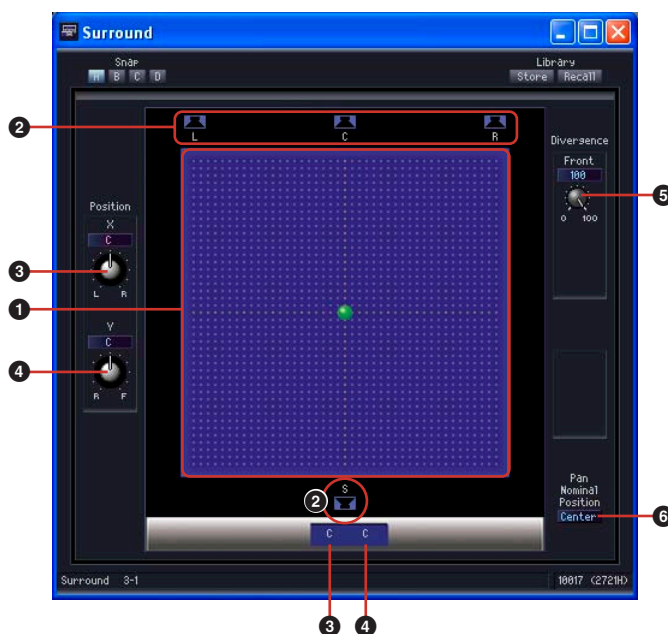 Surround
Snap
Library
A B C D
Store Recall
2
L C R
Divergence
Front
100
5
0 100
Position
X
C
3
L R
1
Y
C
4
R F
S
2
Pan
Nominal
Position
Center
6
C C
Surround 3-1
10017 (2721H)
3 4